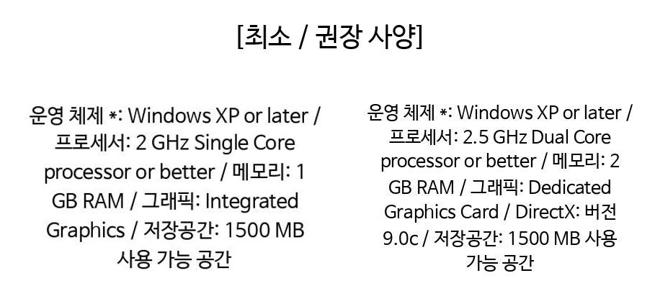 [최소 / 권장 사양]
운영 체제 *: Windows XP or later /
프로세서: 2 GHz Single Core
processor or better / 메모리: 1
GB RAM / 그래픽: Integrated
Graphics / 저장공간: 1500 MB
사용 가능 공간
운영 체제 *: Windows XP or later /
프로세서: 2.5 GHz Dual Core
processor or better / 메모리: 2
GB RAM / 그래픽: Dedicated
Graphics Card / DirectX: 버전
9.0c / 저장공간: 1500 MB 사용
가능 공간